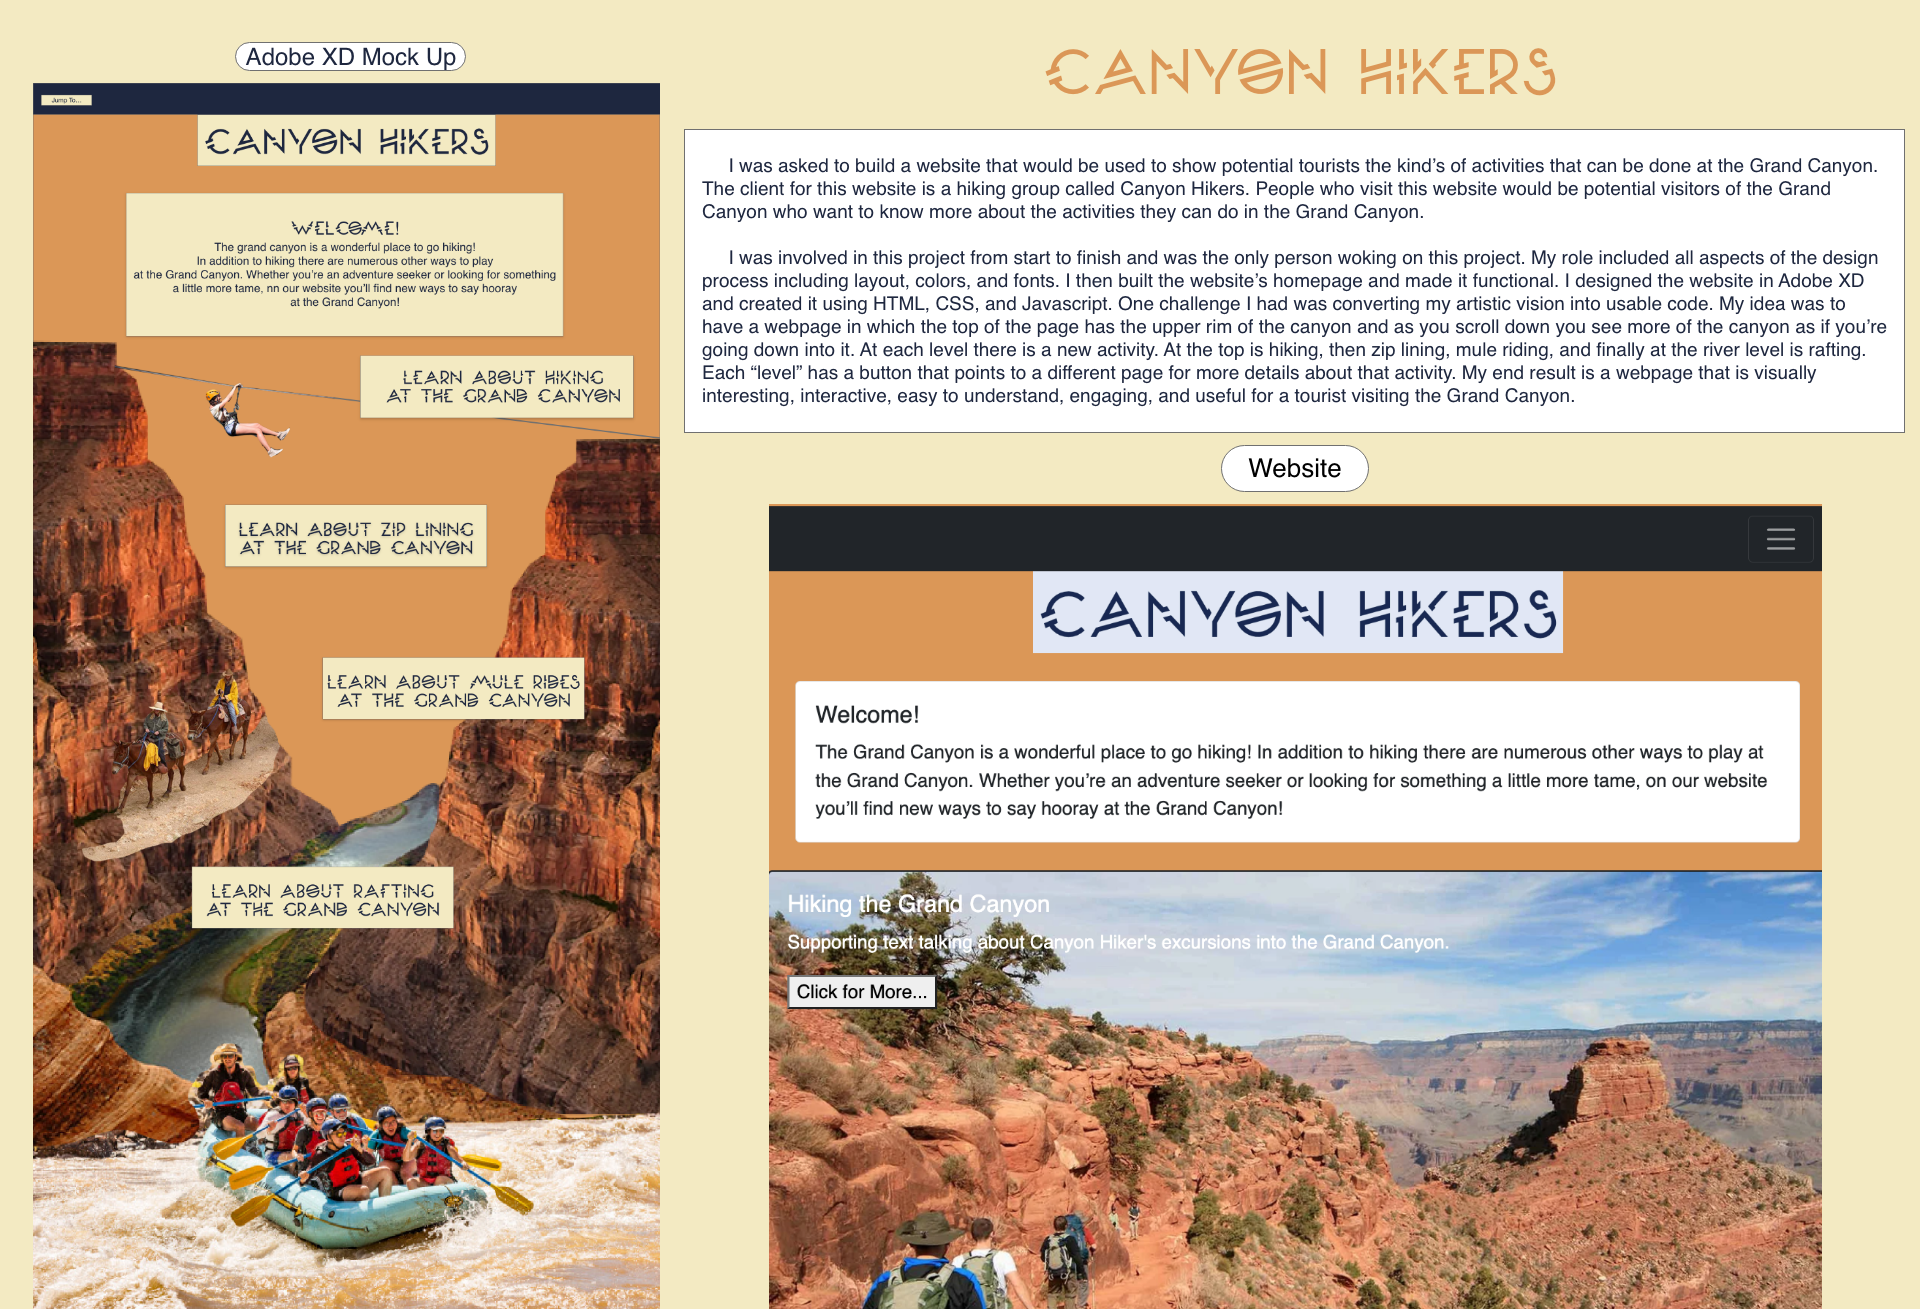 Adobe XD Mock Up
Jump To...
CANYON HIKERS
WELCOME!
The grand canyon is a wonderful place to go hiking!
In addition to hiking there are numerous other ways to play
at the Grand Canyon. Whether you're an adventure seeker or looking for something
a little more tame, nn our website you'll find new ways to say hooray
at the Grand Canyon!
LEARN ABOUT HIKING
AT THE GRAND CANYON
LEARN ABOUT ZIP LINING
AT THE GRAND CANYON
LEARN ABOUT MULE RIDES
AT THE GRAND CANYON
LEARN ABOUT RAFTING
AT THE GRAND CANYON
CANYON HIKERS
I was asked to build a website that would be used to show potential tourists the kind’s of activities that can be done at the Grand Canyon.
The client for this website is a hiking group called Canyon Hikers. People who visit this website would be potential visitors of the Grand
Canyon who want to know more about the activities they can do in the Grand Canyon.
I was involved in this project from start to finish and was the only person woking on this project. My role included all aspects of the design
process including layout, colors, and fonts. I then built the website’s homepage and made it functional. I designed the website in Adobe XD
and created it using HTML, CSS, and Javascript. One challenge I had was converting my artistic vision into usable code. My idea was to
have a webpage in which the top of the page has the upper rim of the canyon and as you scroll down you see more of the canyon as if you’re
going down into it. At each level there is a new activity. At the top is hiking, then zip lining, mule riding, and finally at the river level is rafting.
Each “level” has a button that points to a different page for more details about that activity. My end result is a webpage that is visually
interesting, interactive, easy to understand, engaging, and useful for a tourist visiting the Grand Canyon.
Website
CANYON HIKERS
Welcome!
The Grand Canyon is a wonderful place to go hiking! In addition to hiking there are numerous other ways to play at
the Grand Canyon. Whether you’re an adventure seeker or looking for something a little more tame, on our website
you’ll find new ways to say hooray at the Grand Canyon!
Hiking the Grand Canyon
Supporting text talking about Canyon Hiker's excursions into the Grand Canyon.
Click for More...